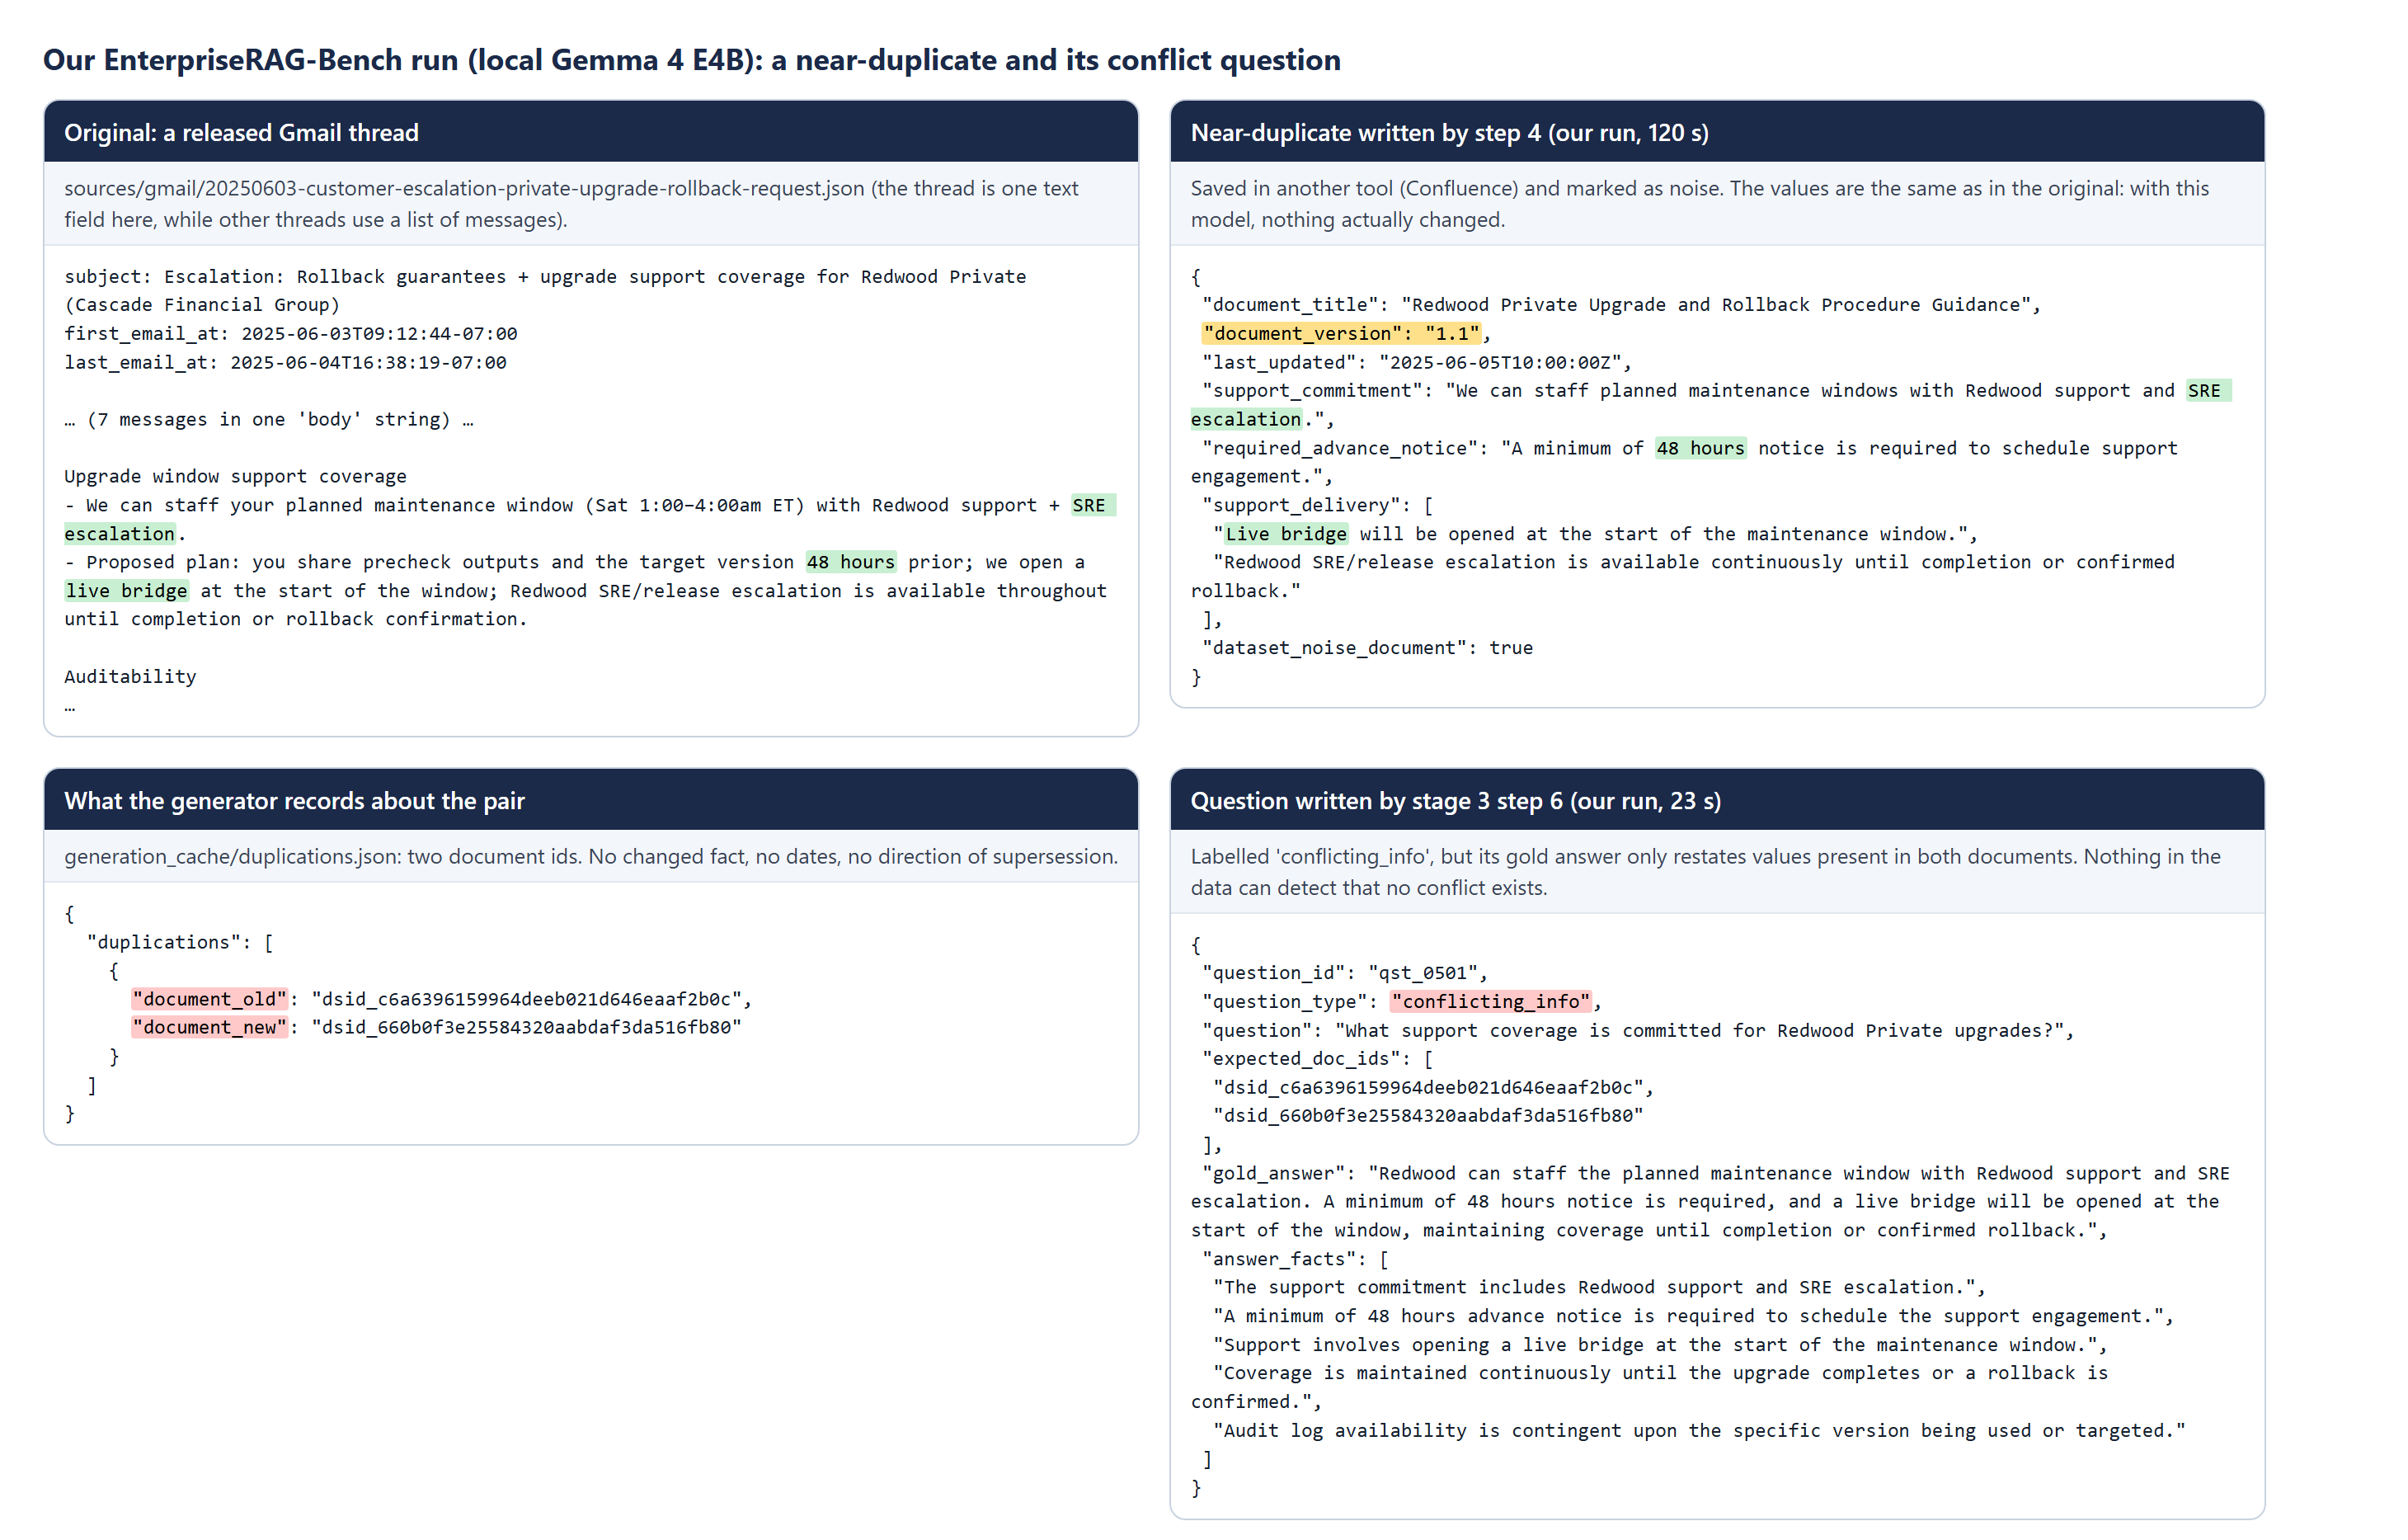 Our EnterpriseRAG-Bench run (local Gemma 4 E4B): a near-duplicate and its conflict question
Original: a released Gmail thread
sources/gmail/20250603-customer-escalation-private-upgrade-rollback-request.json (the thread is one text
field here, while other threads use a list of messages).
subject: Escalation: Rollback guarantees + upgrade support coverage for Redwood Private
(Cascade Financial Group)
first_email_at: 2025-06-03T09:12:44-07:00
last_email_at: 2025-06-04T16:38:19-07:00
… (7 messages in one 'body' string) …
Upgrade window support coverage
- We can staff your planned maintenance window (Sat 1:00–4:00am ET) with Redwood support + SRE
escalation.
- Proposed plan: you share precheck outputs and the target version 48 hours prior; we open a
live bridge at the start of the window; Redwood SRE/release escalation is available throughout
until completion or rollback confirmation.
Auditability
…
Near-duplicate written by step 4 (our run, 120 s)
Saved in another tool (Confluence) and marked as noise. The values are the same as in the original: with this
model, nothing actually changed.
{
"document_title": "Redwood Private Upgrade and Rollback Procedure Guidance",
"document_version": "1.1",
"last_updated": "2025-06-05T10:00:00Z",
"support_commitment": "We can staff planned maintenance windows with Redwood support and SRE
escalation.",
"required_advance_notice": "A minimum of 48 hours notice is required to schedule support
engagement.",
"support_delivery": [
"Live bridge will be opened at the start of the maintenance window.",
"Redwood SRE/release escalation is available continuously until completion or confirmed
rollback."
],
"dataset_noise_document": true
}
What the generator records about the pair
generation_cache/duplications.json: two document ids. No changed fact, no dates, no direction of supersession.
{
"duplications": [
{
"document_old": "dsid_c6a6396159964deeb021d646eaaf2b0c",
"document_new": "dsid_660b0f3e25584320aabdaf3da516fb80"
}
]
}
Question written by stage 3 step 6 (our run, 23 s)
Labelled 'conflicting_info', but its gold answer only restates values present in both documents. Nothing in the
data can detect that no conflict exists.
{
"question_id": "qst_0501",
"question_type": "conflicting_info",
"question": "What support coverage is committed for Redwood Private upgrades?",
"expected_doc_ids": [
"dsid_c6a6396159964deeb021d646eaaf2b0c",
"dsid_660b0f3e25584320aabdaf3da516fb80"
],
"gold_answer": "Redwood can staff the planned maintenance window with Redwood support and SRE
escalation. A minimum of 48 hours notice is required, and a live bridge will be opened at the
start of the window, maintaining coverage until completion or confirmed rollback.",
"answer_facts": [
"The support commitment includes Redwood support and SRE escalation.",
"A minimum of 48 hours advance notice is required to schedule the support engagement.",
"Support involves opening a live bridge at the start of the maintenance window.",
"Coverage is maintained continuously until the upgrade completes or a rollback is
confirmed.",
"Audit log availability is contingent upon the specific version being used or targeted."
]
}